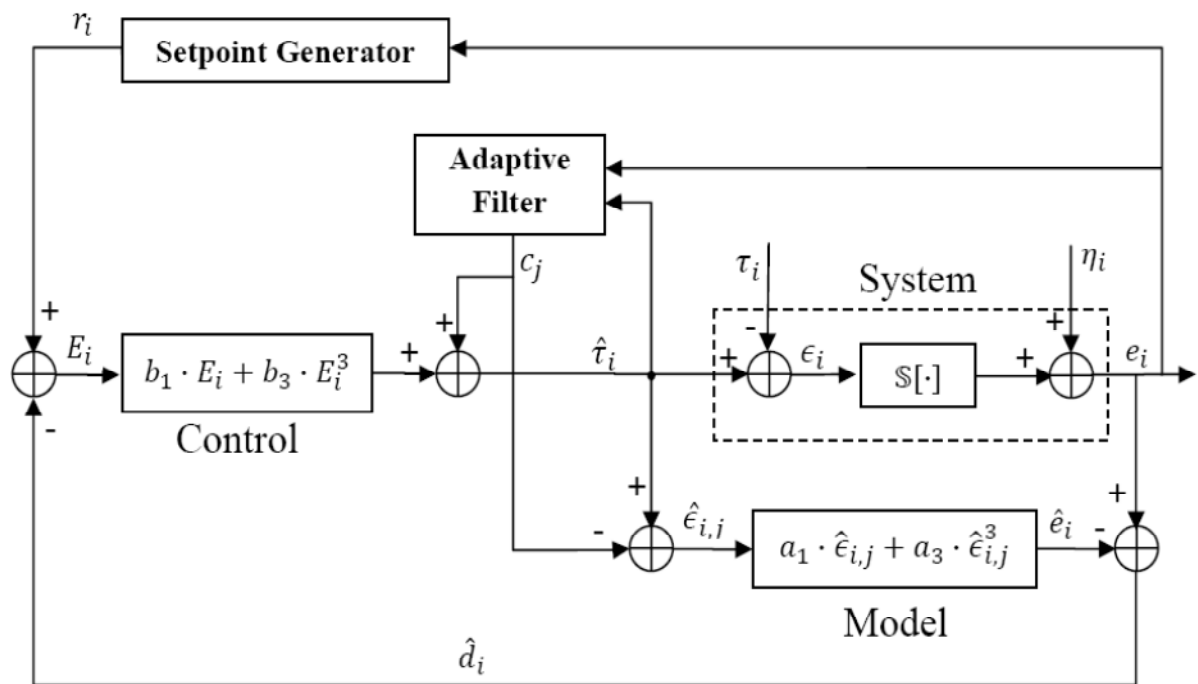 r_i
Setpoint Generator
Adaptive
Filter
c_j
τ_i
η_i
System
+
+
-
+
E_i
b_1 · E_i + b_3 · E_i^3
+
τ̂_i
+
ϵ_i
𝕊[·]
+
e_i
-
Control
+
+
-
ϵ̂_{i,j}
a_1 · ϵ̂_{i,j} + a_3 · ϵ̂_{i,j}^3
ê_i
-
Model
d̂_i